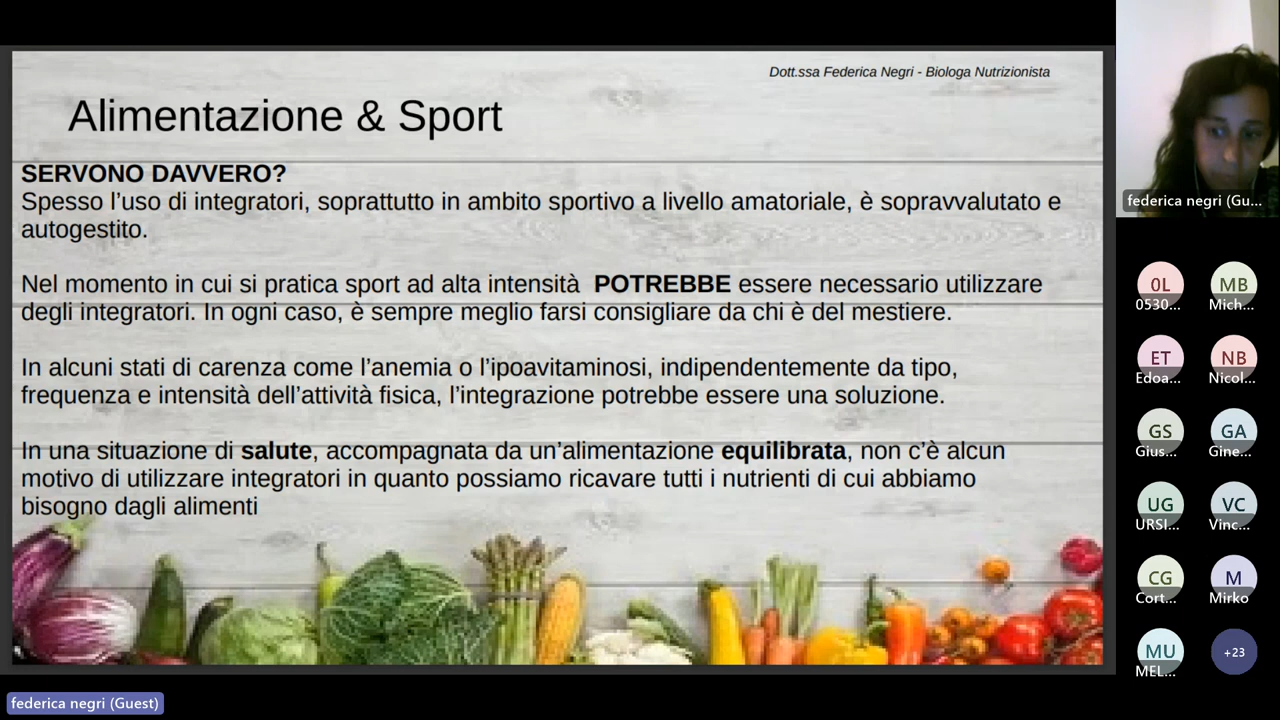 Dott.ssa Federica Negri - Biologa Nutrizionista
Alimentazione & Sport
SERVONO DAVVERO?
Spesso l’uso di integratori, soprattutto in ambito sportivo a livello amatoriale, è sopravvalutato e
autogestito.
Nel momento in cui si pratica sport ad alta intensità POTREBBE essere necessario utilizzare
degli integratori. In ogni caso, è sempre meglio farsi consigliare da chi è del mestiere.
In alcuni stati di carenza come l’anemia o l’ipoavitaminosi, indipendentemente da tipo,
frequenza e intensità dell’attività fisica, l’integrazione potrebbe essere una soluzione.
In una situazione di salute, accompagnata da un’alimentazione equilibrata, non c’è alcun
motivo di utilizzare integratori in quanto possiamo ricavare tutti i nutrienti di cui abbiamo
bisogno dagli alimenti
federica negri (Gu...
0L MB
0530... Mich...
ET NB
Edoa... Nicol...
GS GA
Gius... Gine...
UG VC
URSI... Vinc...
CG M
Cort... Mirko
MU +23
MEL...
federica negri (Guest)